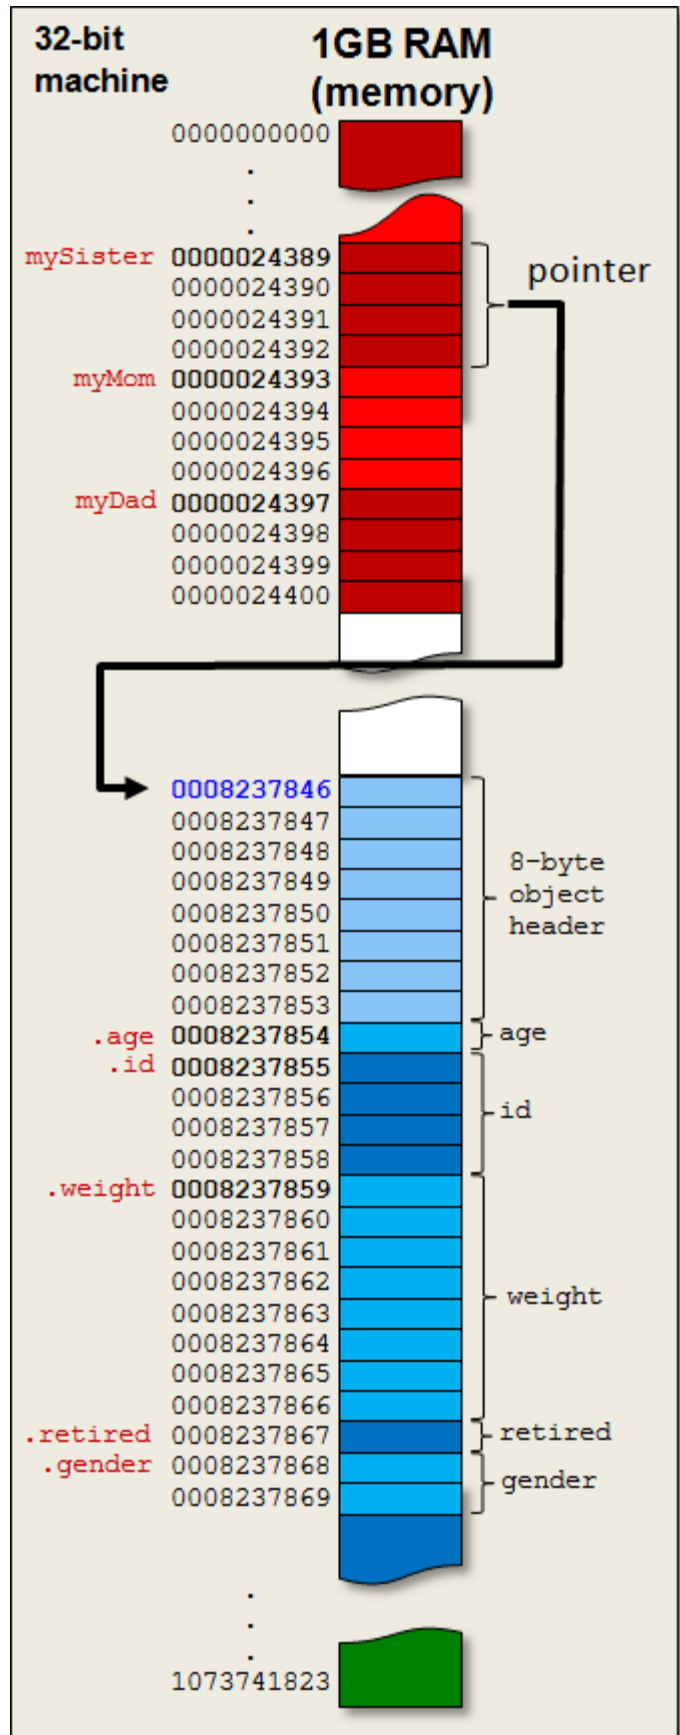 32-bit machine
1GB RAM (memory)
0000000000
.
.
.
mySister 0000024389
pointer
0000024390
0000024391
0000024392
myMom 0000024393
0000024394
0000024395
0000024396
myDad 0000024397
0000024398
0000024399
0000024400
0008237846
0008237847
0008237848
0008237849
8-byte object header
0008237850
0008237851
0008237852
0008237853
.age 0008237854 age
.id 0008237855
0008237856
id
0008237857
0008237858
.weight 0008237859
0008237860
0008237861
0008237862
weight
0008237863
0008237864
0008237865
0008237866
.retired 0008237867 retired
.gender 0008237868
gender
0008237869
.
.
.
1073741823